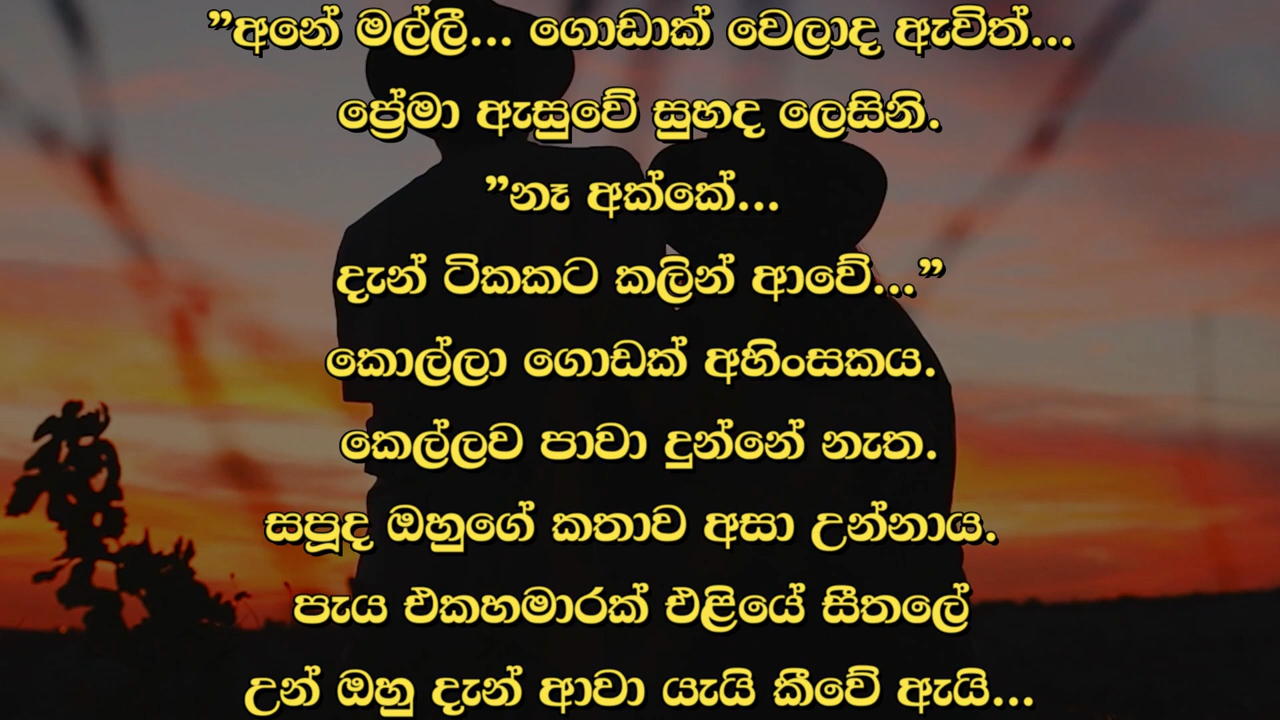 ”අනේ මල්ලී... ගොඩාක් වෙලාද ඇවිත්...
ප්‍රේමා ඇසුවේ සුහද ලෙසිනි.
”නෑ අක්කේ...
දැන් ටිකකට කලින් ආවේ...”
කොල්ලා ගොඩක් අහිංසකය.
කෙල්ලව පාවා දුන්නේ නැත.
සපූද ඔහුගේ කතාව අසා උන්නාය.
පැය එකහමාරක් එළියේ සීතලේ
උන් ඔහු දැන් ආවා යැයි කීවේ ඇයි...